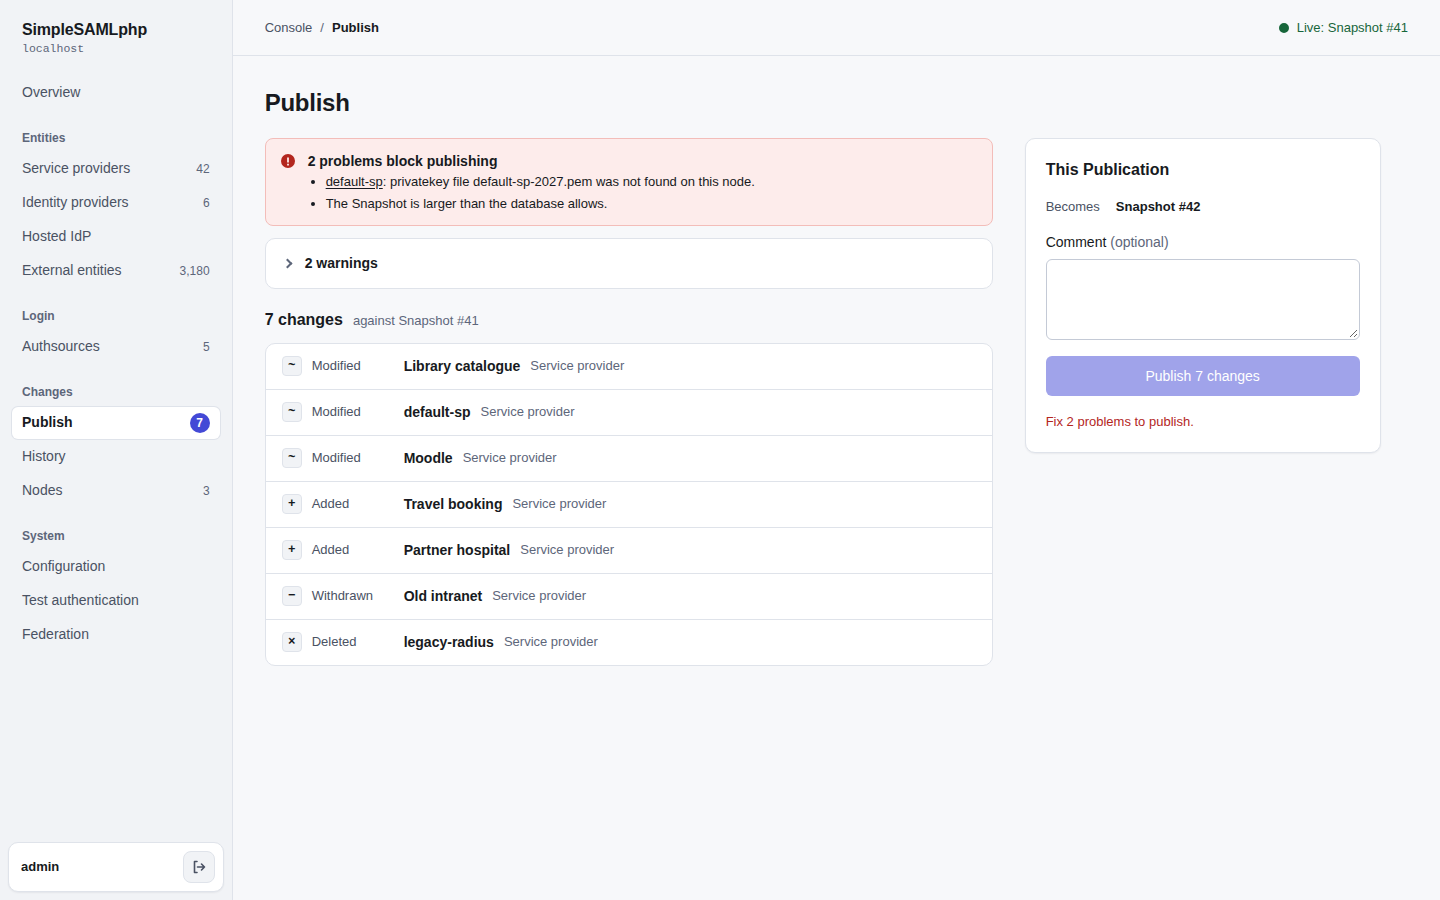 SimpleSAMLphp
localhost
Overview
Entities
Service providers 42
Identity providers 6
Hosted IdP
External entities 3,180
Login
Authsources 5
Changes
Publish 7
History
Nodes 3
System
Configuration
Test authentication
Federation
admin
Console / Publish
Live: Snapshot #41
Publish
2 problems block publishing
• default-sp: privatekey file default-sp-2027.pem was not found on this node.
• The Snapshot is larger than the database allows.
2 warnings
7 changes against Snapshot #41
~ Modified Library catalogue Service provider
~ Modified default-sp Service provider
~ Modified Moodle Service provider
+ Added Travel booking Service provider
+ Added Partner hospital Service provider
− Withdrawn Old intranet Service provider
× Deleted legacy-radius Service provider
This Publication
Becomes Snapshot #42
Comment (optional)
Publish 7 changes
Fix 2 problems to publish.